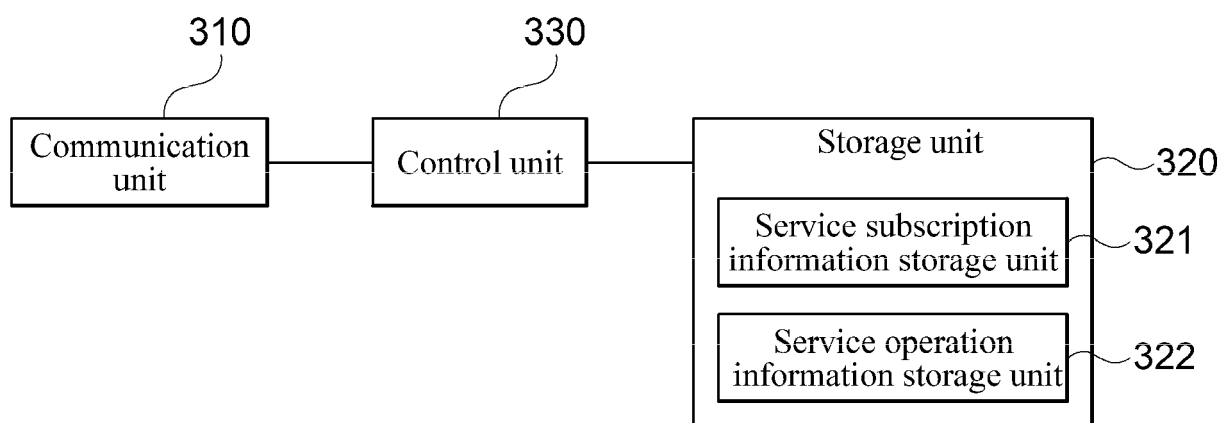 310
330
Communication
unit
Control unit
Storage unit
320
Service subscription
information storage unit
321
Service operation
information storage unit
322